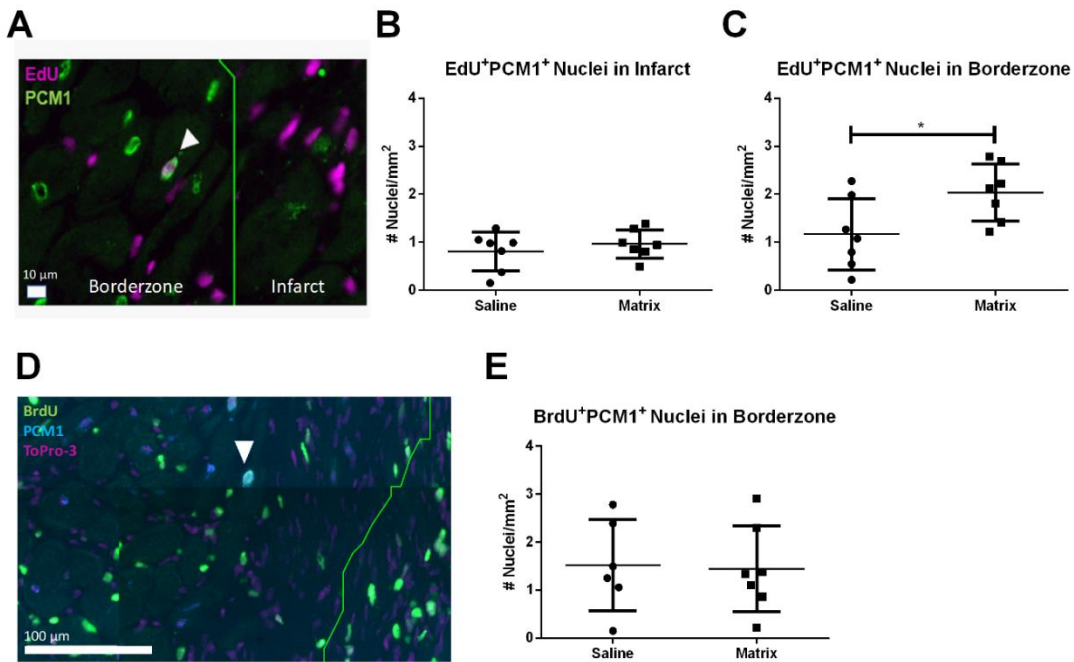 A
EdU
PCM1
10 µm
Borderzone
Infarct
B
EdU⁺PCM1⁺ Nuclei in Infarct
# Nuclei/mm²
4
3
2
1
0
Saline
Matrix
C
EdU⁺PCM1⁺ Nuclei in Borderzone
# Nuclei/mm²
4
3
2
1
0
*
Saline
Matrix
D
BrdU
PCM1
ToPro-3
100 µm
E
BrdU⁺PCM1⁺ Nuclei in Borderzone
# Nuclei/mm²
4
3
2
1
0
Saline
Matrix